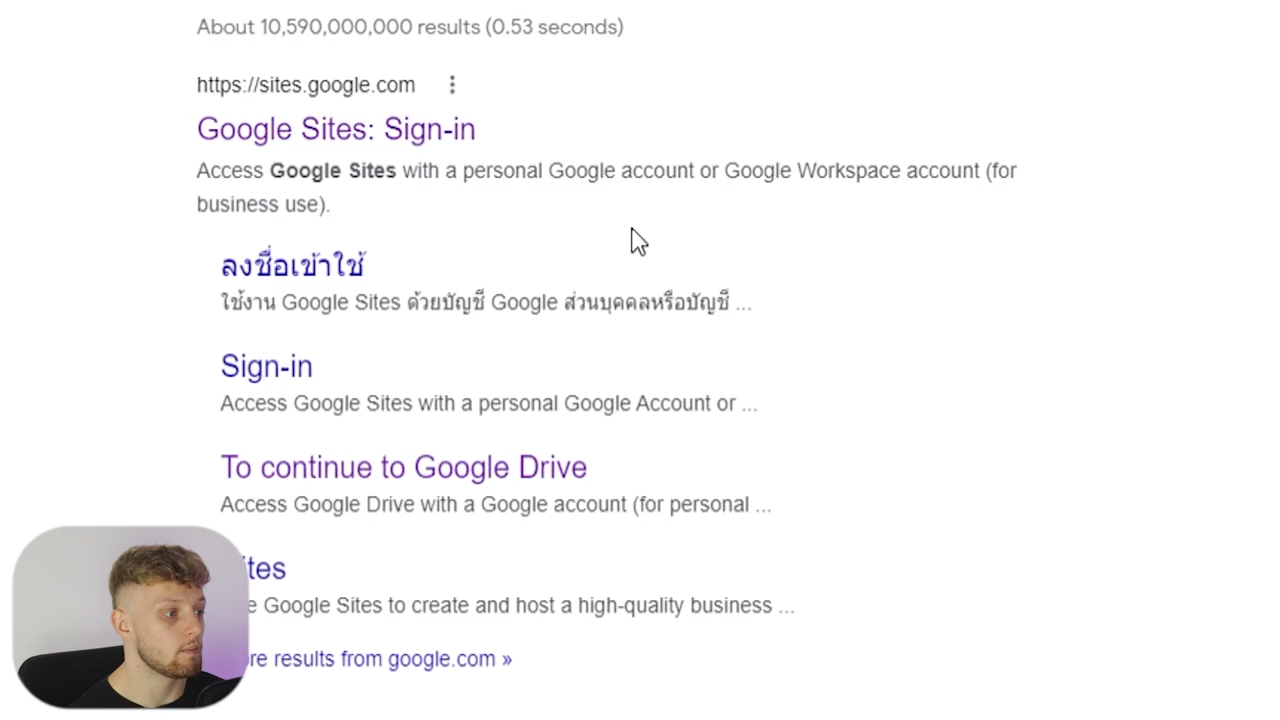 About 10,590,000,000 results (0.53 seconds)
https://sites.google.com
Google Sites: Sign-in
Access Google Sites with a personal Google account or Google Workspace account (for
business use).
ลงชื่อเข้าใช้
ใช้งาน Google Sites ด้วยบัญชี Google ส่วนบุคคลหรือบัญชี ...
Sign-in
Access Google Sites with a personal Google Account or ...
To continue to Google Drive
Access Google Drive with a Google account (for personal ...
ites
e Google Sites to create and host a high-quality business ...
ore results from google.com »